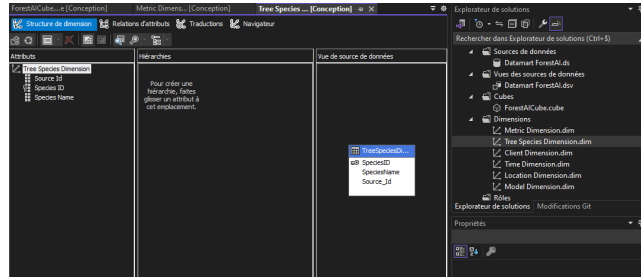 ForestAICube....e [Conception]
Metric Dimens... [Conception]
Tree Species ... [Conception]
Structure de dimension
Relations d'attributs
Traductions
Navigateur
Attributs
Tree Species Dimension
Source Id
Species ID
Species Name
Hiérarchies
Pour créer une
hiérarchie, faites
glisser un attribut à
cet emplacement.
Vue de source de données
TreeSpeciesDi...
SpeciesID
SpeciesName
Source_Id
Explorateur de solutions
Rechercher dans Explorateur de solutions (Ctrl+$)
Sources de données
Datamart ForestAI.ds
Vues des sources de données
Datamart ForestAI.dsv
Cubes
ForestAICube.cube
Dimensions
Metric Dimension.dim
Tree Species Dimension.dim
Client Dimension.dim
Time Dimension.dim
Location Dimension.dim
Model Dimension.dim
Rôles
Explorateur de solutions
Modifications Git
Propriétés